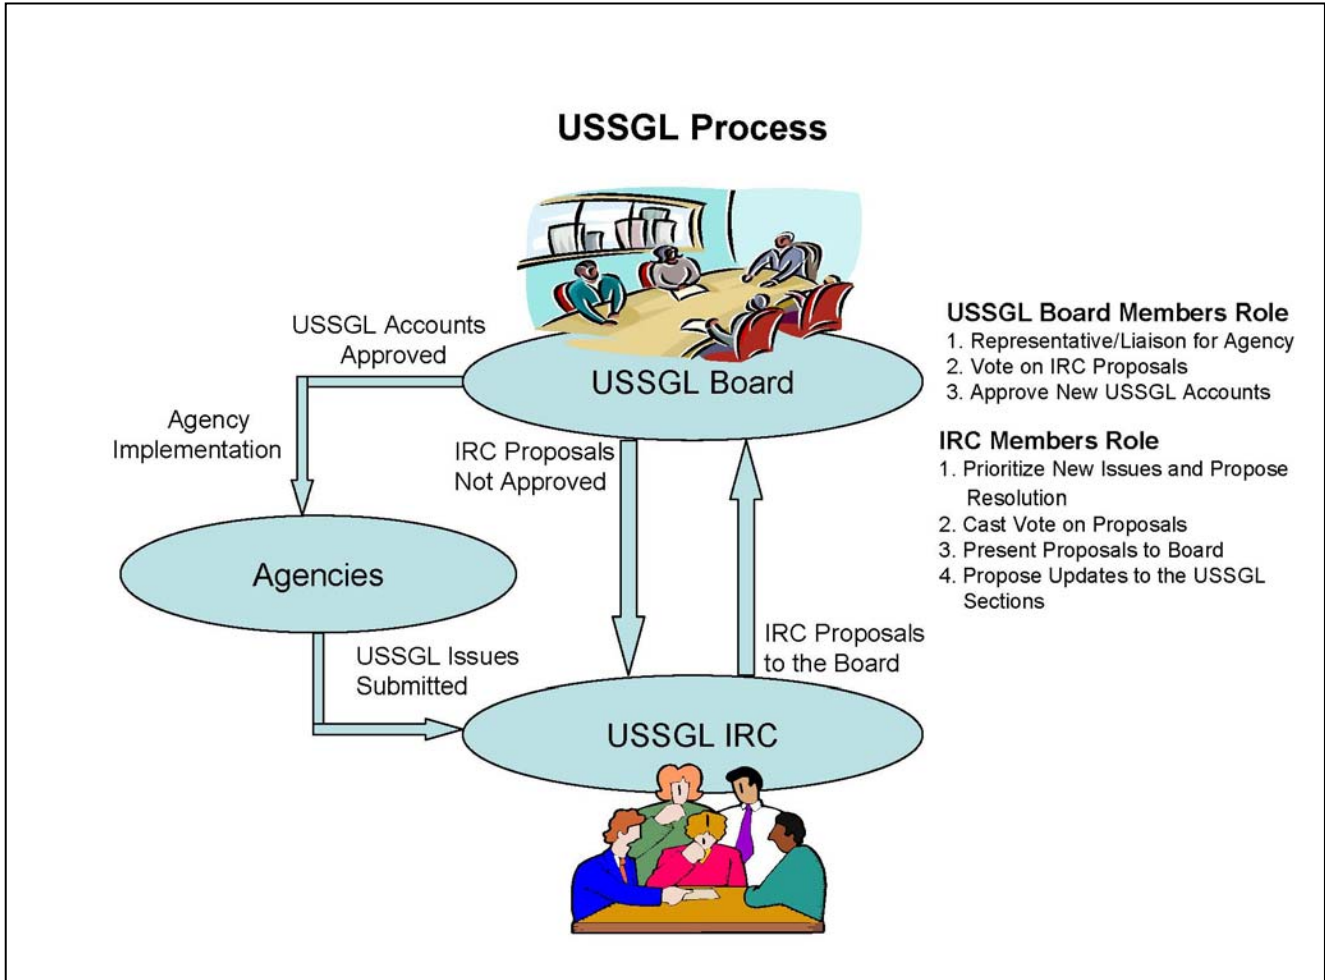 USSGL Process
USSGL Accounts
Approved
USSGL Board
Agency
Implementation
IRC Proposals
Not Approved
Agencies
USSGL Issues
Submitted
IRC Proposals
to the Board
USSGL IRC
USSGL Board Members Role
1. Representative/Liaison for Agency
2. Vote on IRC Proposals
3. Approve New USSGL Accounts
IRC Members Role
1. Prioritize New Issues and Propose
Resolution
2. Cast Vote on Proposals
3. Present Proposals to Board
4. Propose Updates to the USSGL
Sections